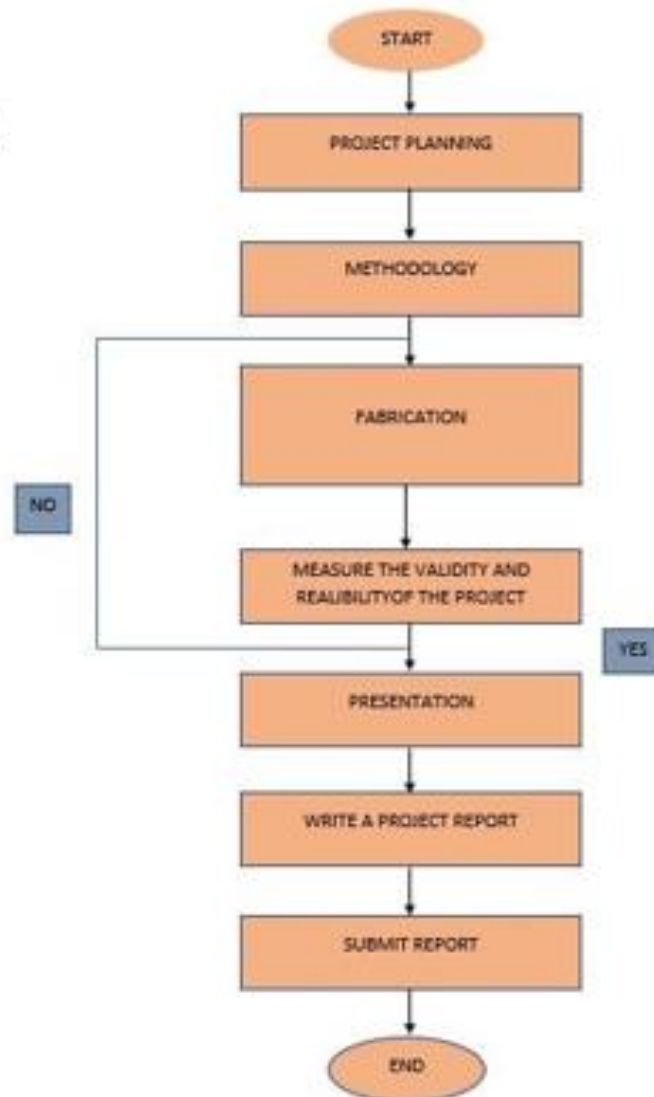 START
PROJECT PLANNING
METHODOLOGY
FABRICATION
NO
MEASURE THE VALIDITY AND
REALIBILITYOF THE PROJECT
YES
PRESENTATION
WRITE A PROJECT REPORT
SUBMIT REPORT
END